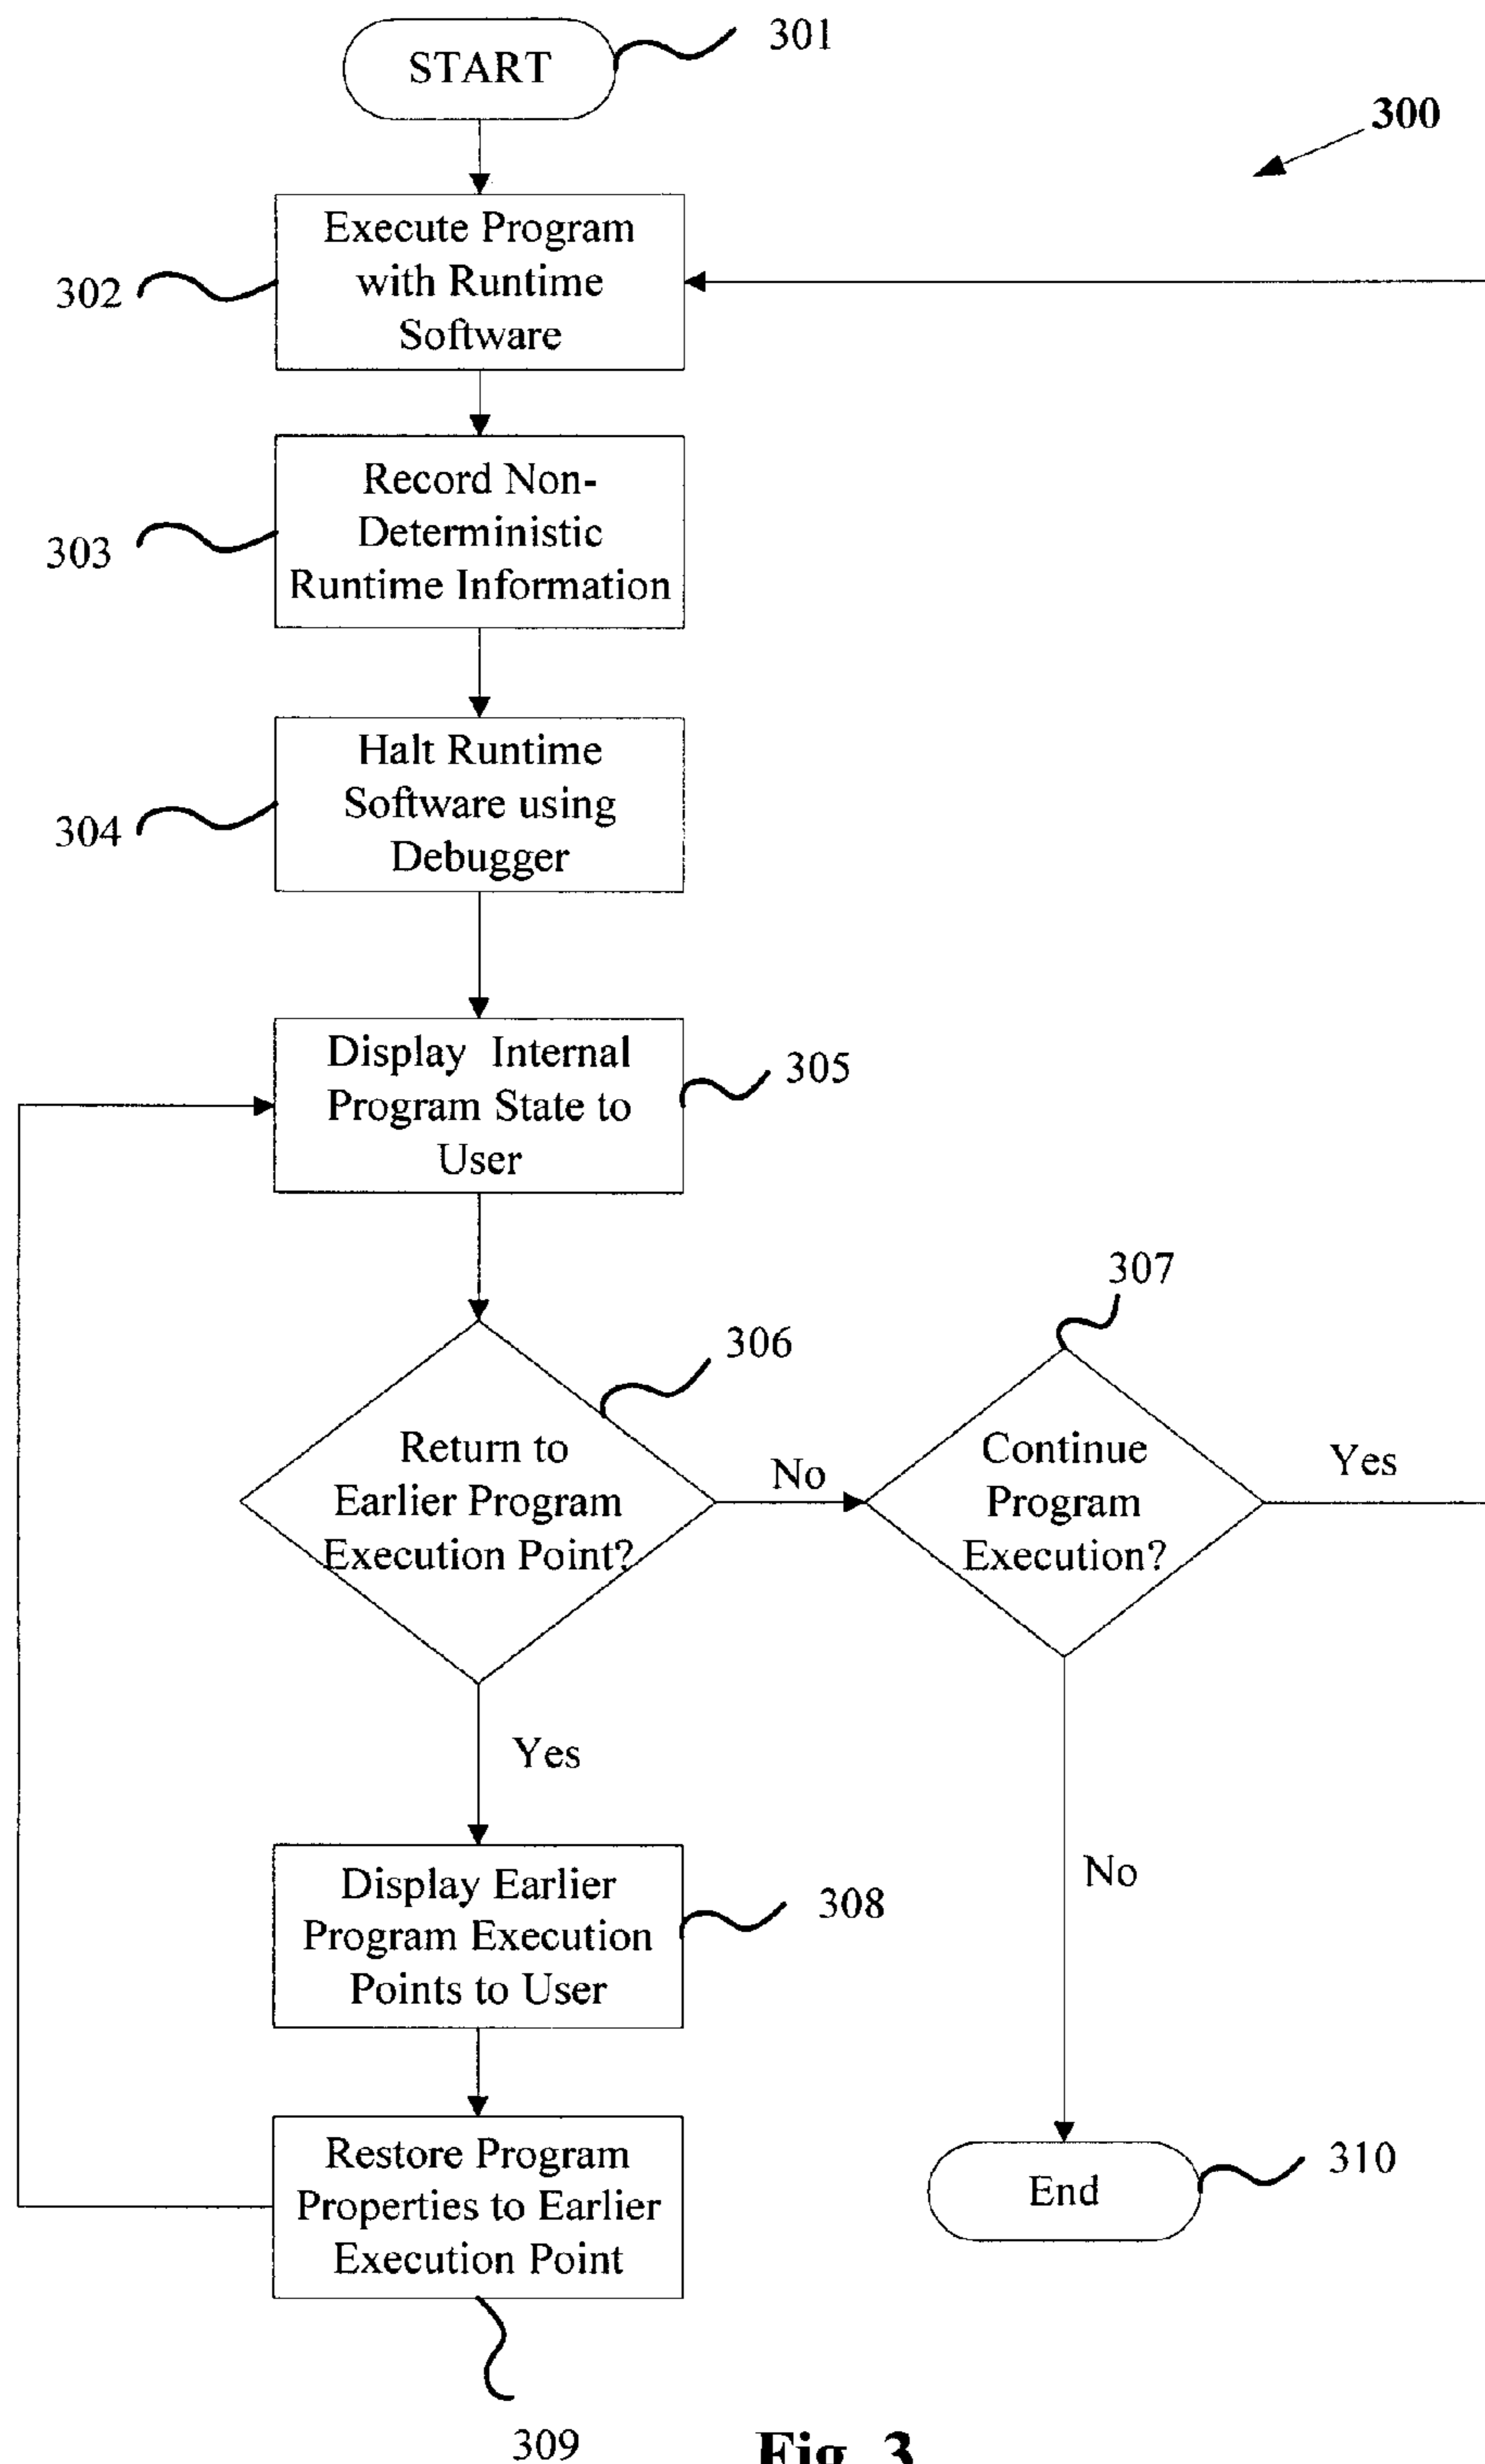 START
301
300
Execute Program
with Runtime
Software
302
Record Non-
Deterministic
Runtime Information
303
Halt Runtime
Software using
Debugger
304
Display Internal
Program State to
User
305
306
307
Return to
Earlier Program
Execution Point?
No
Continue
Program
Execution?
Yes
Yes
No
Display Earlier
Program Execution
Points to User
308
Restore Program
Properties to Earlier
Execution Point
309
End
310
Fig. 3